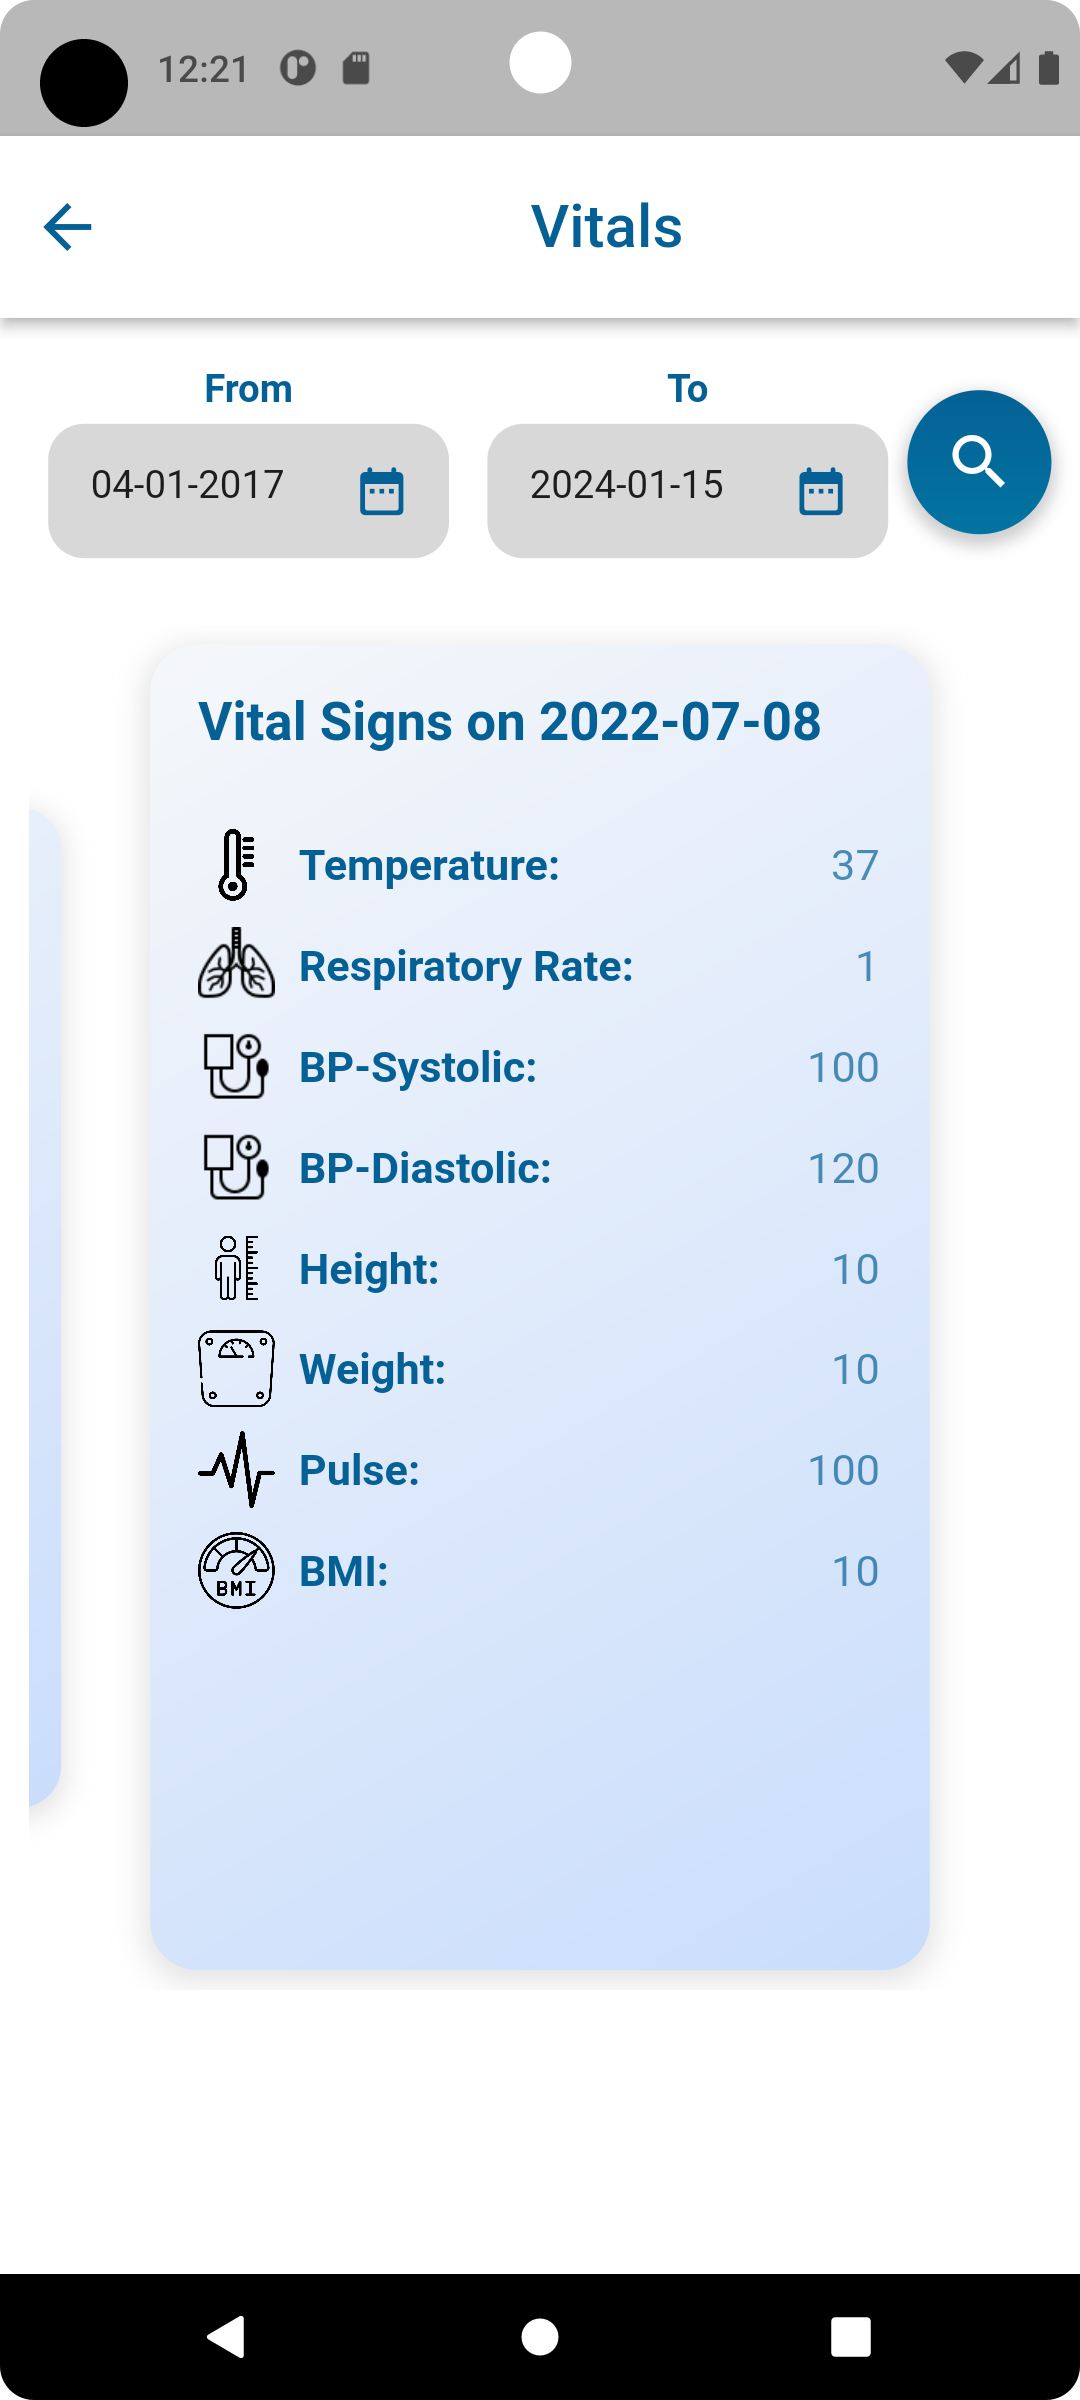 12:21
Vitals
From
To
04-01-2017
2024-01-15
Vital Signs on 2022-07-08
Temperature: 37
Respiratory Rate: 1
BP-Systolic: 100
BP-Diastolic: 120
Height: 10
Weight: 10
Pulse: 100
BMI
BMI: 10